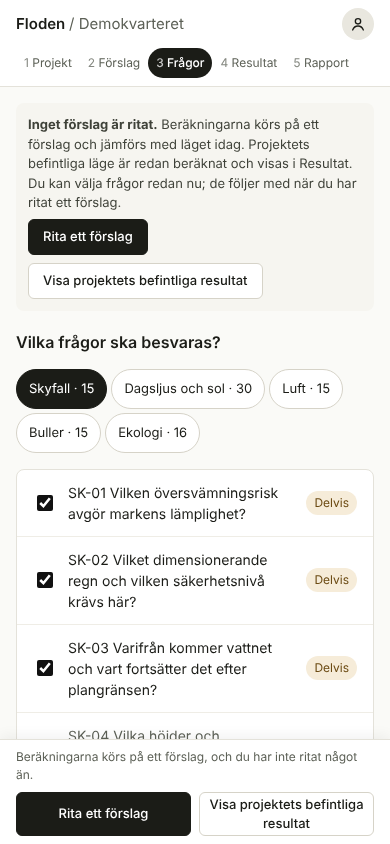 Floden / Demokvarteret
1 Projekt 2 Förslag 3 Frågor 4 Resultat 5 Rapport
Inget förslag är ritat. Beräkningarna körs på ett
förslag och jämförs med läget idag. Projektets
befintliga läge är redan beräknat och visas i Resultat.
Du kan välja frågor redan nu; de följer med när du har
ritat ett förslag.
Rita ett förslag
Visa projektets befintliga resultat
Vilka frågor ska besvaras?
Skyfall · 15 Dagsljus och sol · 30 Luft · 15
Buller · 15 Ekologi · 16
SK-01 Vilken översvämningsrisk
avgör markens lämplighet?
Delvis
SK-02 Vilket dimensionerande
regn och vilken säkerhetsnivå
krävs här?
Delvis
SK-03 Varifrån kommer vattnet
och vart fortsätter det efter
plangränsen?
Delvis
SK-04 Vilka höjder och
Beräkningarna körs på ett förslag, och du har inte ritat något
än.
Rita ett förslag
Visa projektets befintliga
resultat